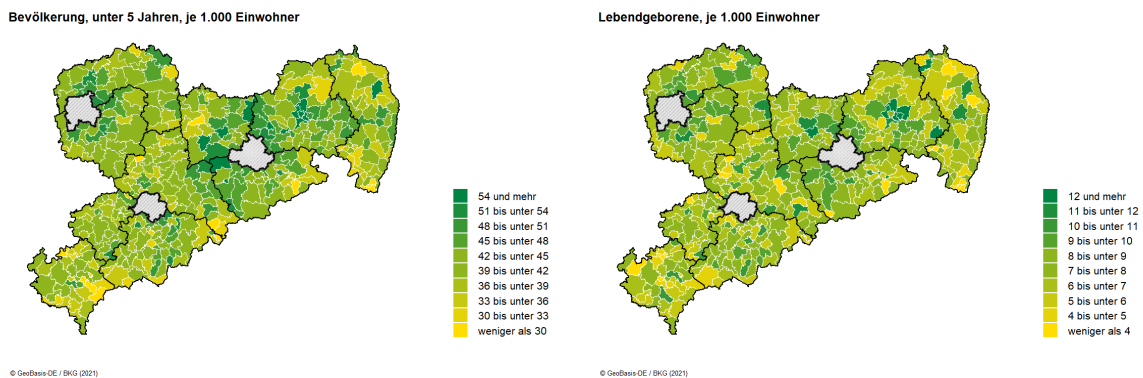 Bevölkerung, unter 5 Jahren, je 1.000 Einwohner
54 und mehr
51 bis unter 54
48 bis unter 51
45 bis unter 48
42 bis unter 45
39 bis unter 42
36 bis unter 39
33 bis unter 36
30 bis unter 33
weniger als 30
© GeoBasis-DE / BKG (2021)
Lebendgeborene, je 1.000 Einwohner
12 und mehr
11 bis unter 12
10 bis unter 11
9 bis unter 10
8 bis unter 9
7 bis unter 8
6 bis unter 7
5 bis unter 6
4 bis unter 5
weniger als 4
© GeoBasis-DE / BKG (2021)